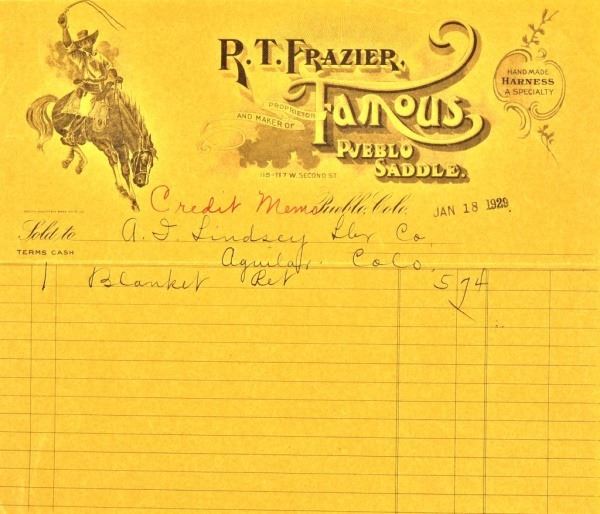 R. T. FRAZIER,
PROPRIETOR
AND MAKER OF
FAMOUS
PUEBLO
SADDLE.
115-117 W. SECOND ST.
HAND MADE
HARNESS
A SPECIALTY
Credit Memo Pueblo, Colo. JAN 18 1929
Sold to A. J. Lindsey Lbr Co,
TERMS CASH
Aguilar Colo,
1 Blanket Ret 5 74